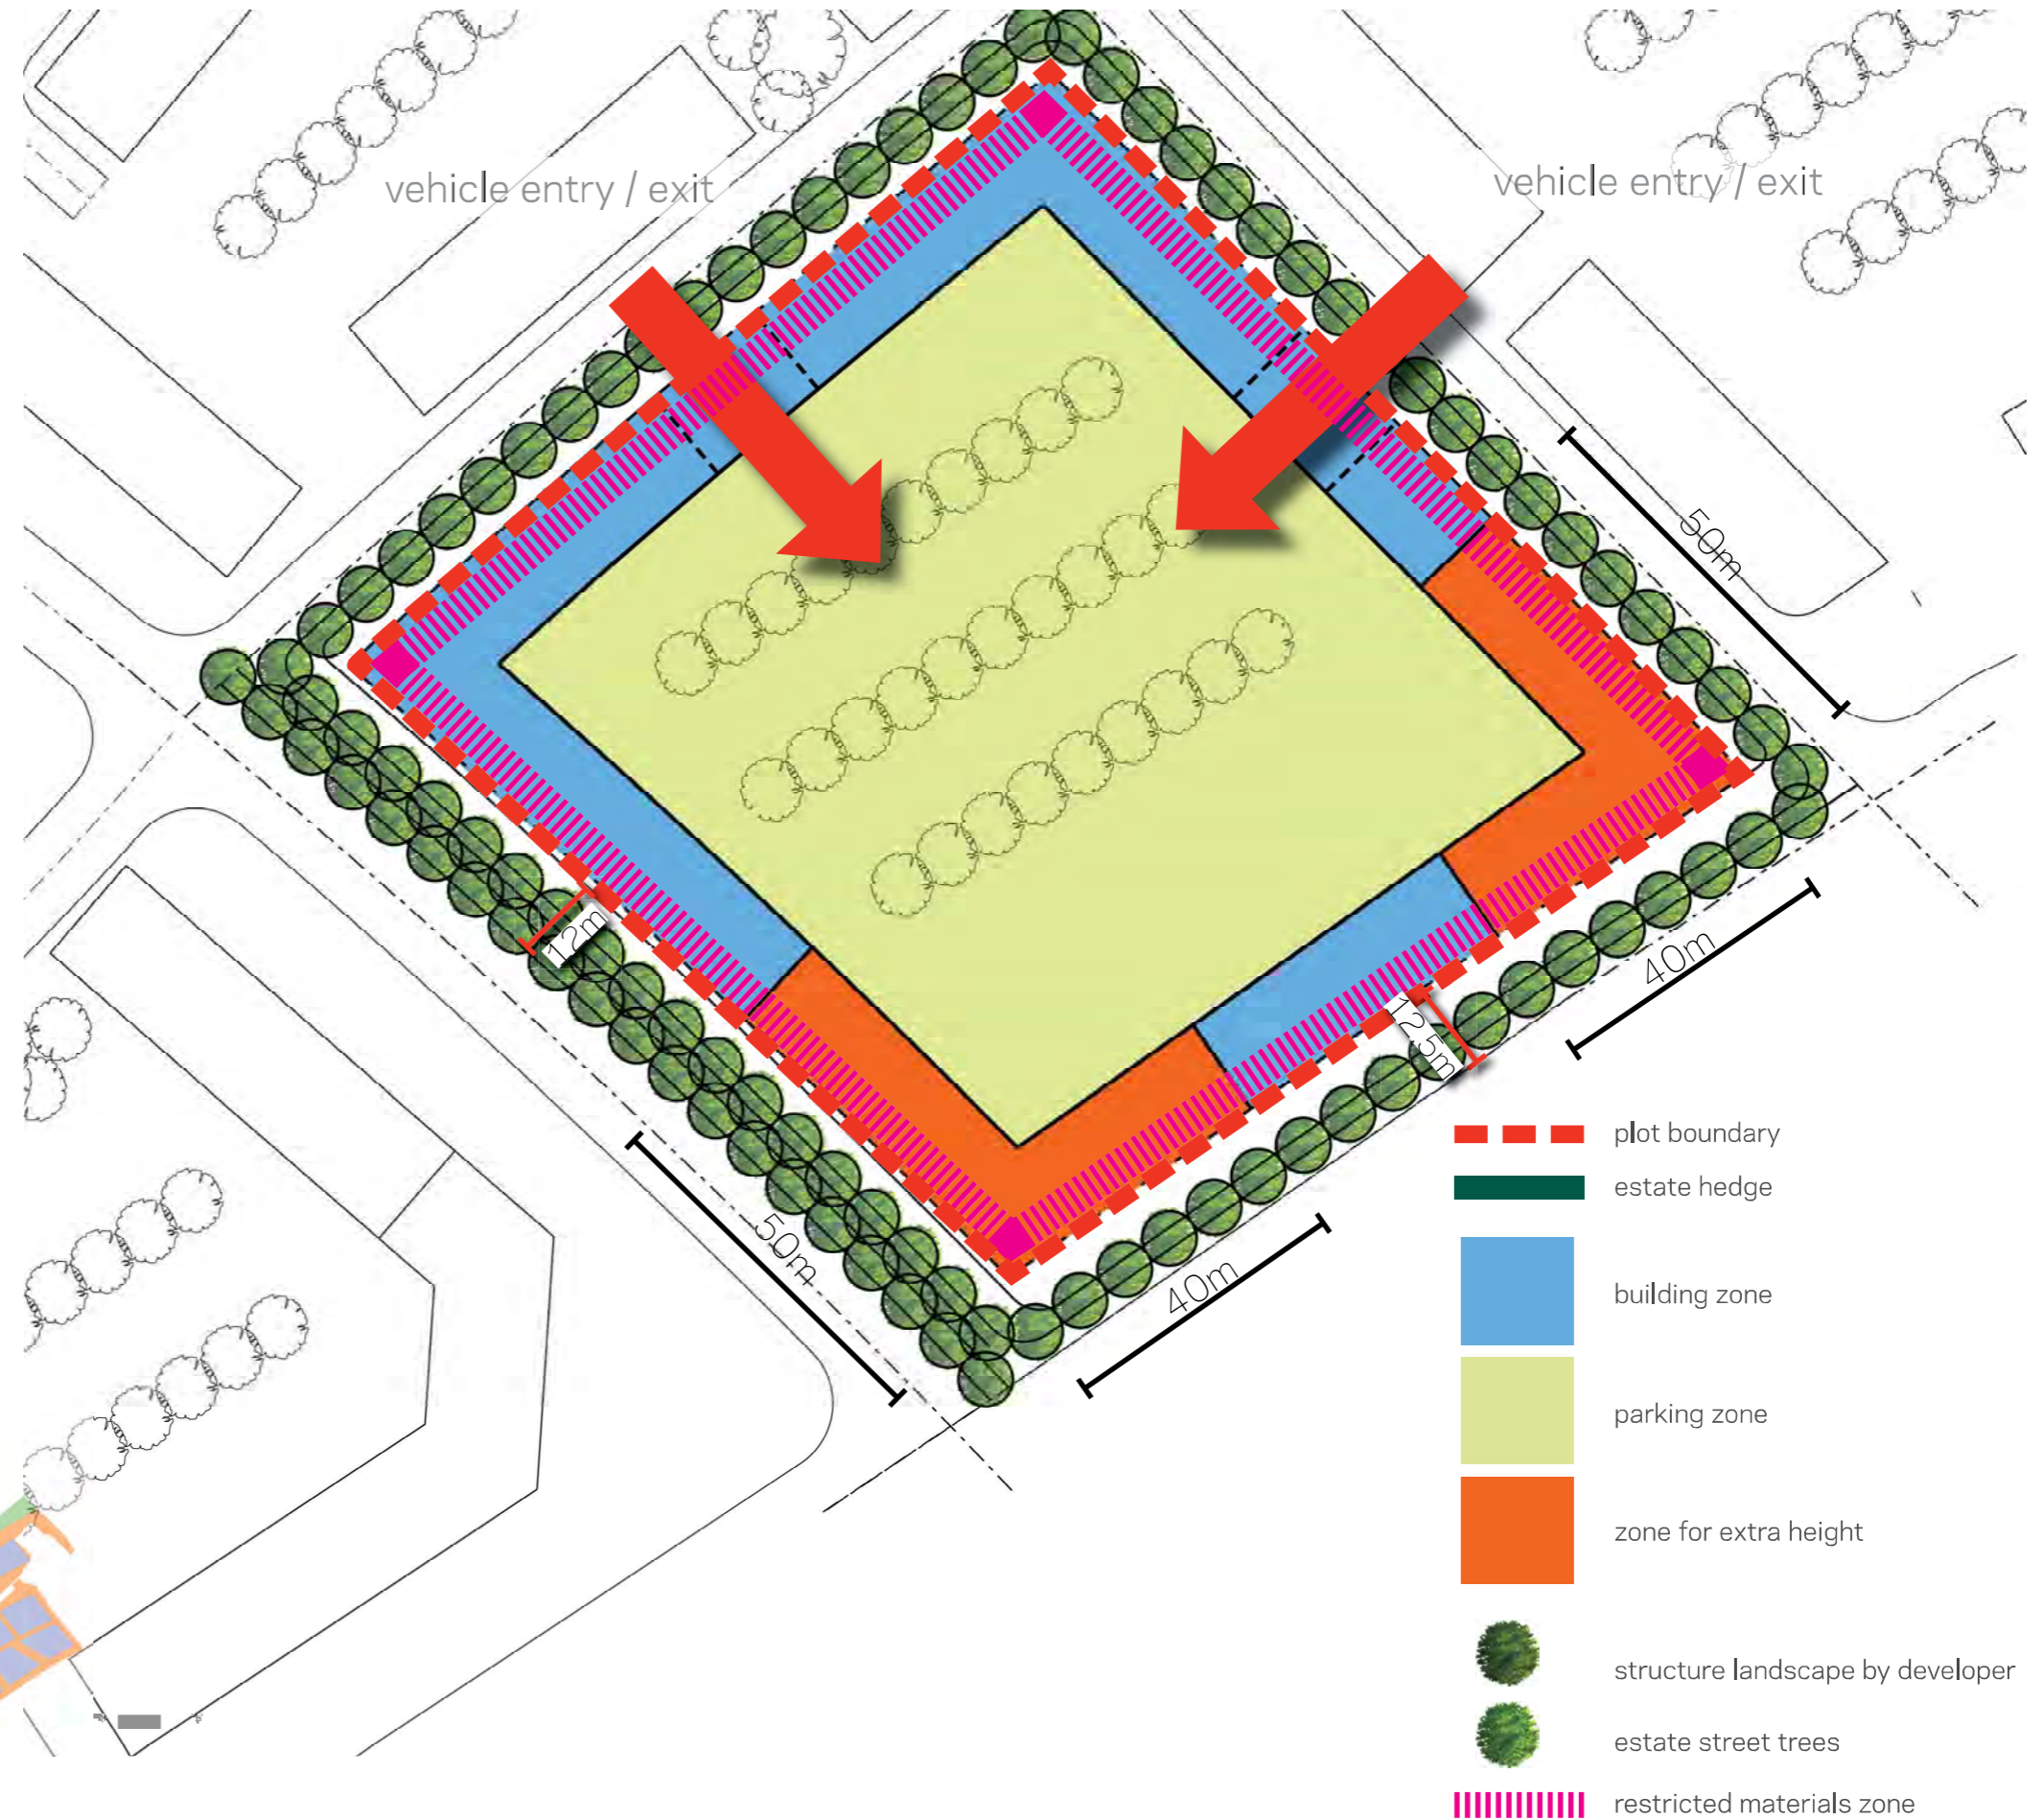 vehicle entry / exit
vehicle entry / exit
50m
12m
40m
12.5m
50m
40m
plot boundary
estate hedge
building zone
parking zone
zone for extra height
structure landscape by developer
estate street trees
restricted materials zone